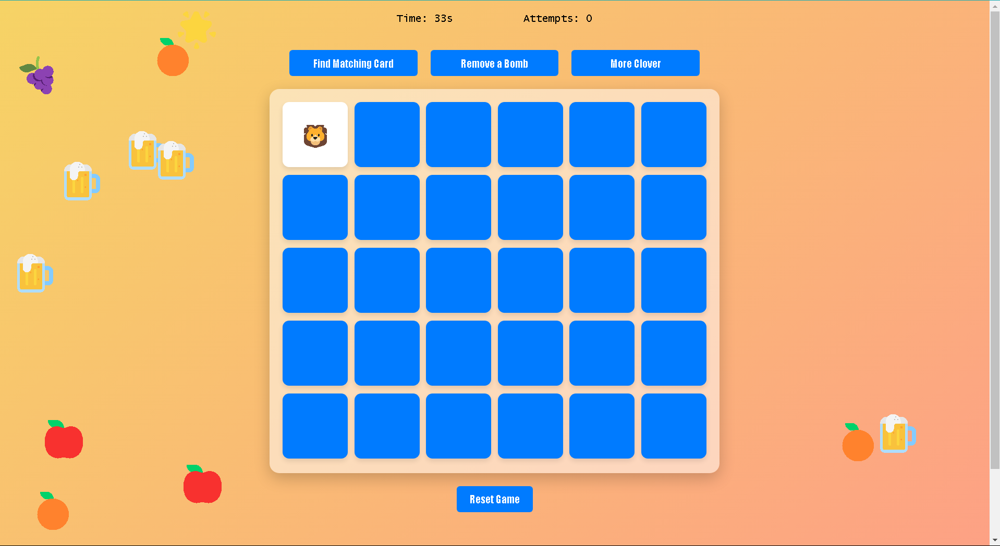 Time: 33s Attempts: 0
Find Matching Card Remove a Bomb More Clover
Reset Game